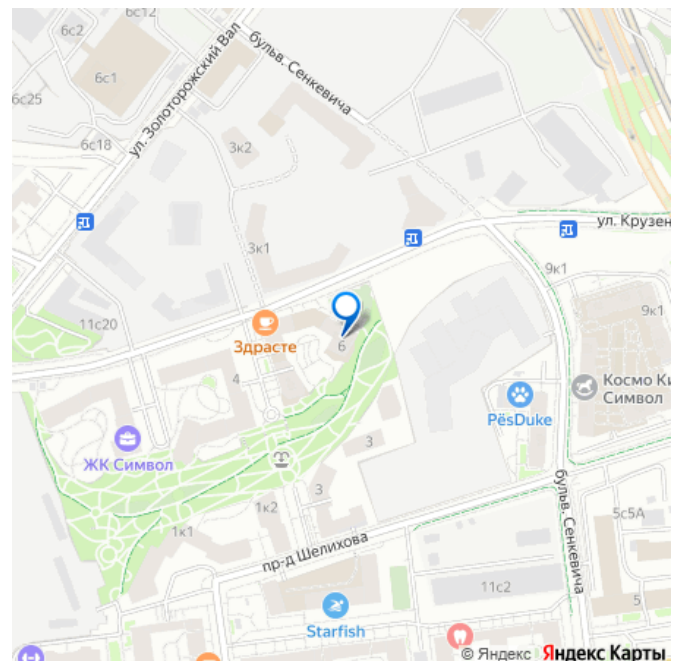 6с2
6с12
6с1
6с25
6с18
ул. Золоторожский Вал
бульв. Сенкевича
3к2
3к1
ул. Крузен
9к1
9к1
11с20
Здрасте
6
4
Космо Ки
Символ
PёsDuke
ЖК Символ
3
3
1к2
1к1
пр-д Шелихова
бульв. Сенкевича
5с5А
11с2
5
Starfish
© Яндекс Яндекс Карты